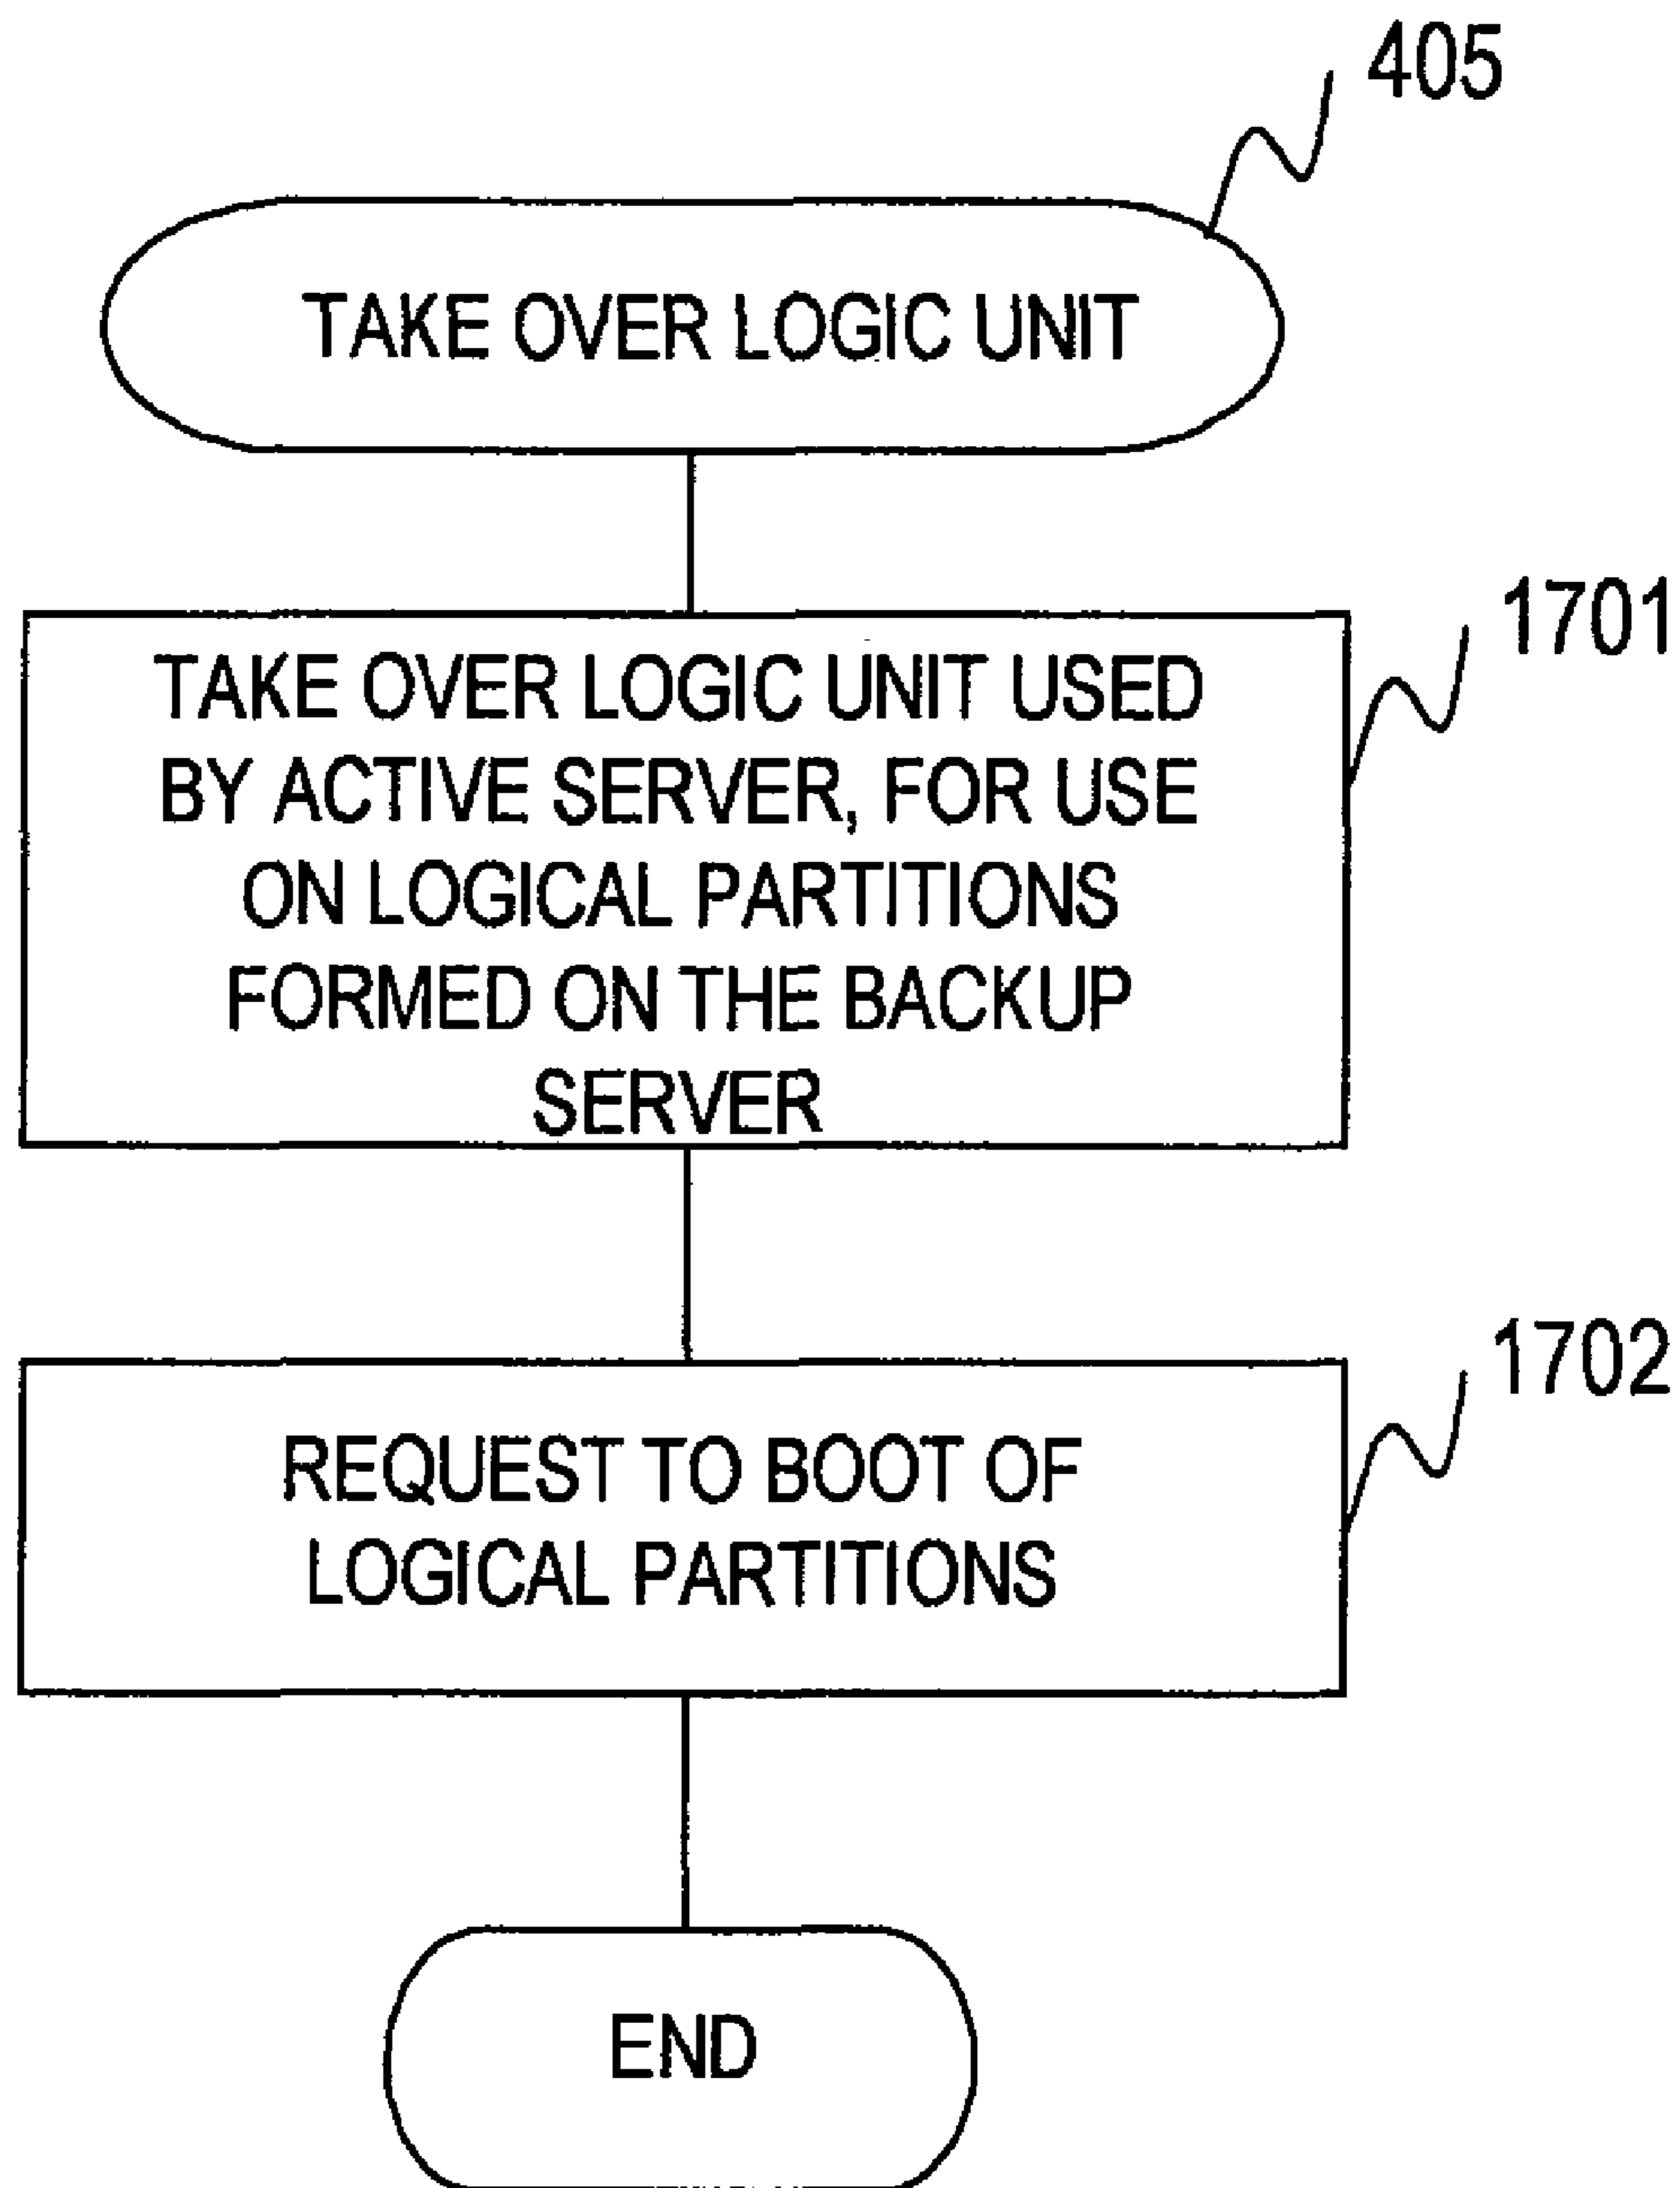 405
TAKE OVER LOGIC UNIT
1701
TAKE OVER LOGIC UNIT USED
BY ACTIVE SERVER, FOR USE
ON LOGICAL PARTITIONS
FORMED ON THE BACKUP
SERVER
1702
REQUEST TO BOOT OF
LOGICAL PARTITIONS
END